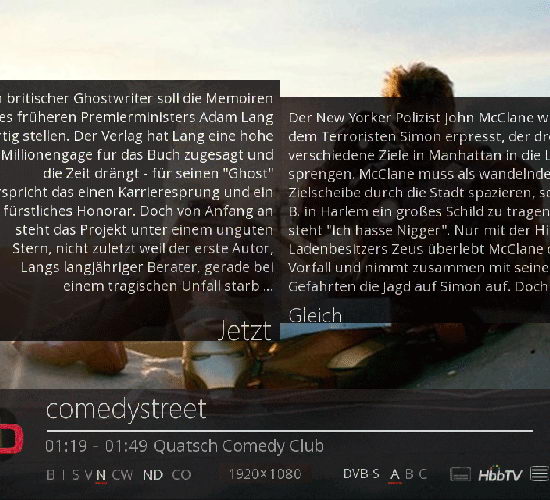 britischer Ghostwriter soll die Memoiren
es früheren Premierministers Adam Lang
rtig stellen. Der Verlag hat Lang eine hohe
Millionengage für das Buch zugesagt und
die Zeit drängt - für seinen "Ghost"
rspricht das einen Karrieresprung und ein
fürstliches Honorar. Doch von Anfang an
steht das Projekt unter einem unguten
Stern, nicht zuletzt weil der erste Autor,
Langs langjähriger Berater, gerade bei
einem tragischen Unfall starb ...
Jetzt
Der New Yorker Polizist John McClane w
dem Terroristen Simon erpresst, der dro
verschiedene Ziele in Manhattan in die L
sprengen. McClane muss als wandelnde
Zielscheibe durch die Stadt spazieren, so
B. in Harlem ein großes Schild zu tragen
steht "Ich hasse Nigger". Nur mit der Hi
Ladenbesitzers Zeus überlebt McClane d
Vorfall und nimmt zusammen mit seine
Gefährten die Jagd auf Simon auf. Doch
Gleich
comedystreet
01:19 - 01:49 Quatsch Comedy Club
B I S V N CW ND CO 1920x1080 DVB-S A B C HbbTV